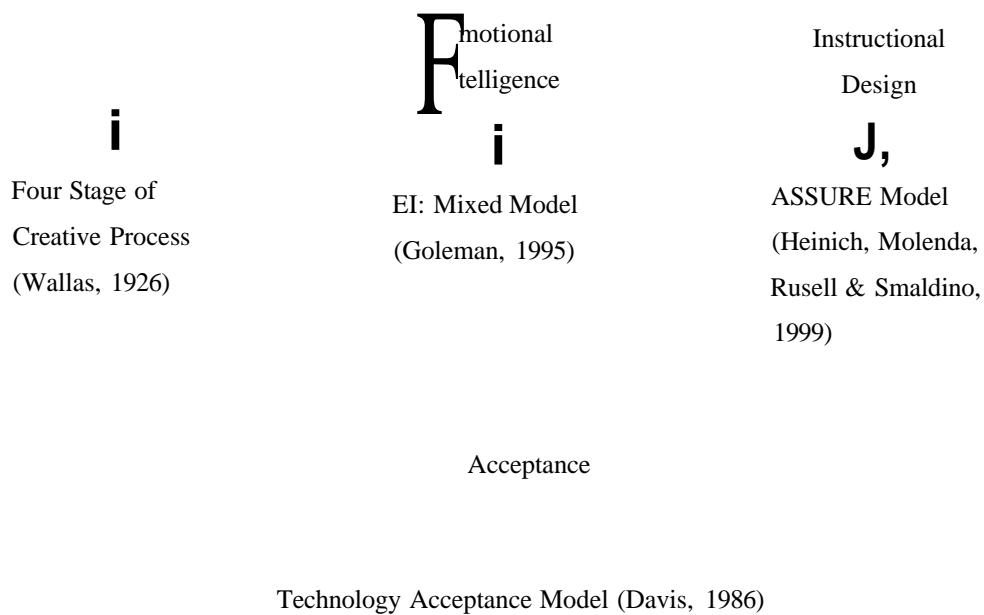 F
motional
telligence
i
Instructional
Design
J,
i
Four Stage of
Creative Process
(Wallas, 1926)
EI: Mixed Model
(Goleman, 1995)
ASSURE Model
(Heinich, Molenda,
Rusell & Smaldino,
1999)
Acceptance
Technology Acceptance Model (Davis, 1986)